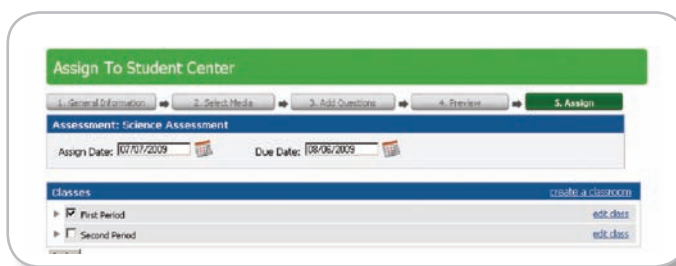 Assign To Student Center
1. General Information 2. Select Media 3. Add Questions 4. Preview 5. Assign
Assessment: Science Assessment
Assign Date: 07/07/2009 Due Date: 08/06/2009
Classes create a classroom
First Period edit class
Second Period edit class